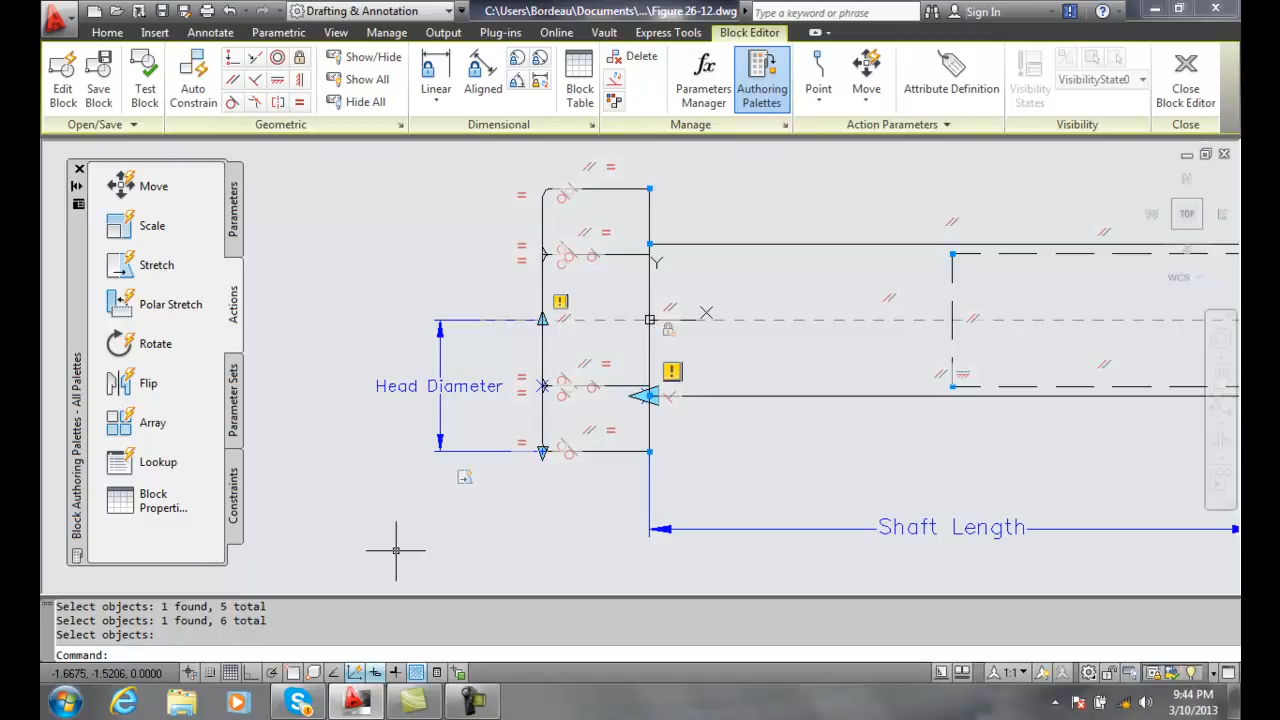 Drafting & Annotation
C:\Users\Bordeau\Documents\...\Figure 26-12.dwg
Type a keyword or phrase
Sign In
Home Insert Annotate Parametric View Manage Output Plug-ins Online Vault Express Tools Block Editor
Edit Block
Save Block
Test Block
Auto Constrain
Show/Hide
Show All
Hide All
Linear
Aligned
Block Table
Delete
Parameters Manager
Authoring Palettes
Point
Move
Attribute Definition
Visibility States
VisibilityState0
Close Block Editor
Open/Save
Geometric
Dimensional
Manage
Action Parameters
Visibility
Close
Move
Scale
Stretch
Polar Stretch
Rotate
Flip
Array
Lookup
Block Properti...
Parameters
Actions
Parameter Sets
Constraints
Block Authoring Palettes - All Palettes
N
W
TOP
E
WCS
Y
X
Head Diameter
Shaft Length
Select objects: 1 found, 5 total
Select objects: 1 found, 6 total
Select objects:
Command:
-1.6675, -1.5206, 0.0000
1:1
9:44 PM
3/10/2013